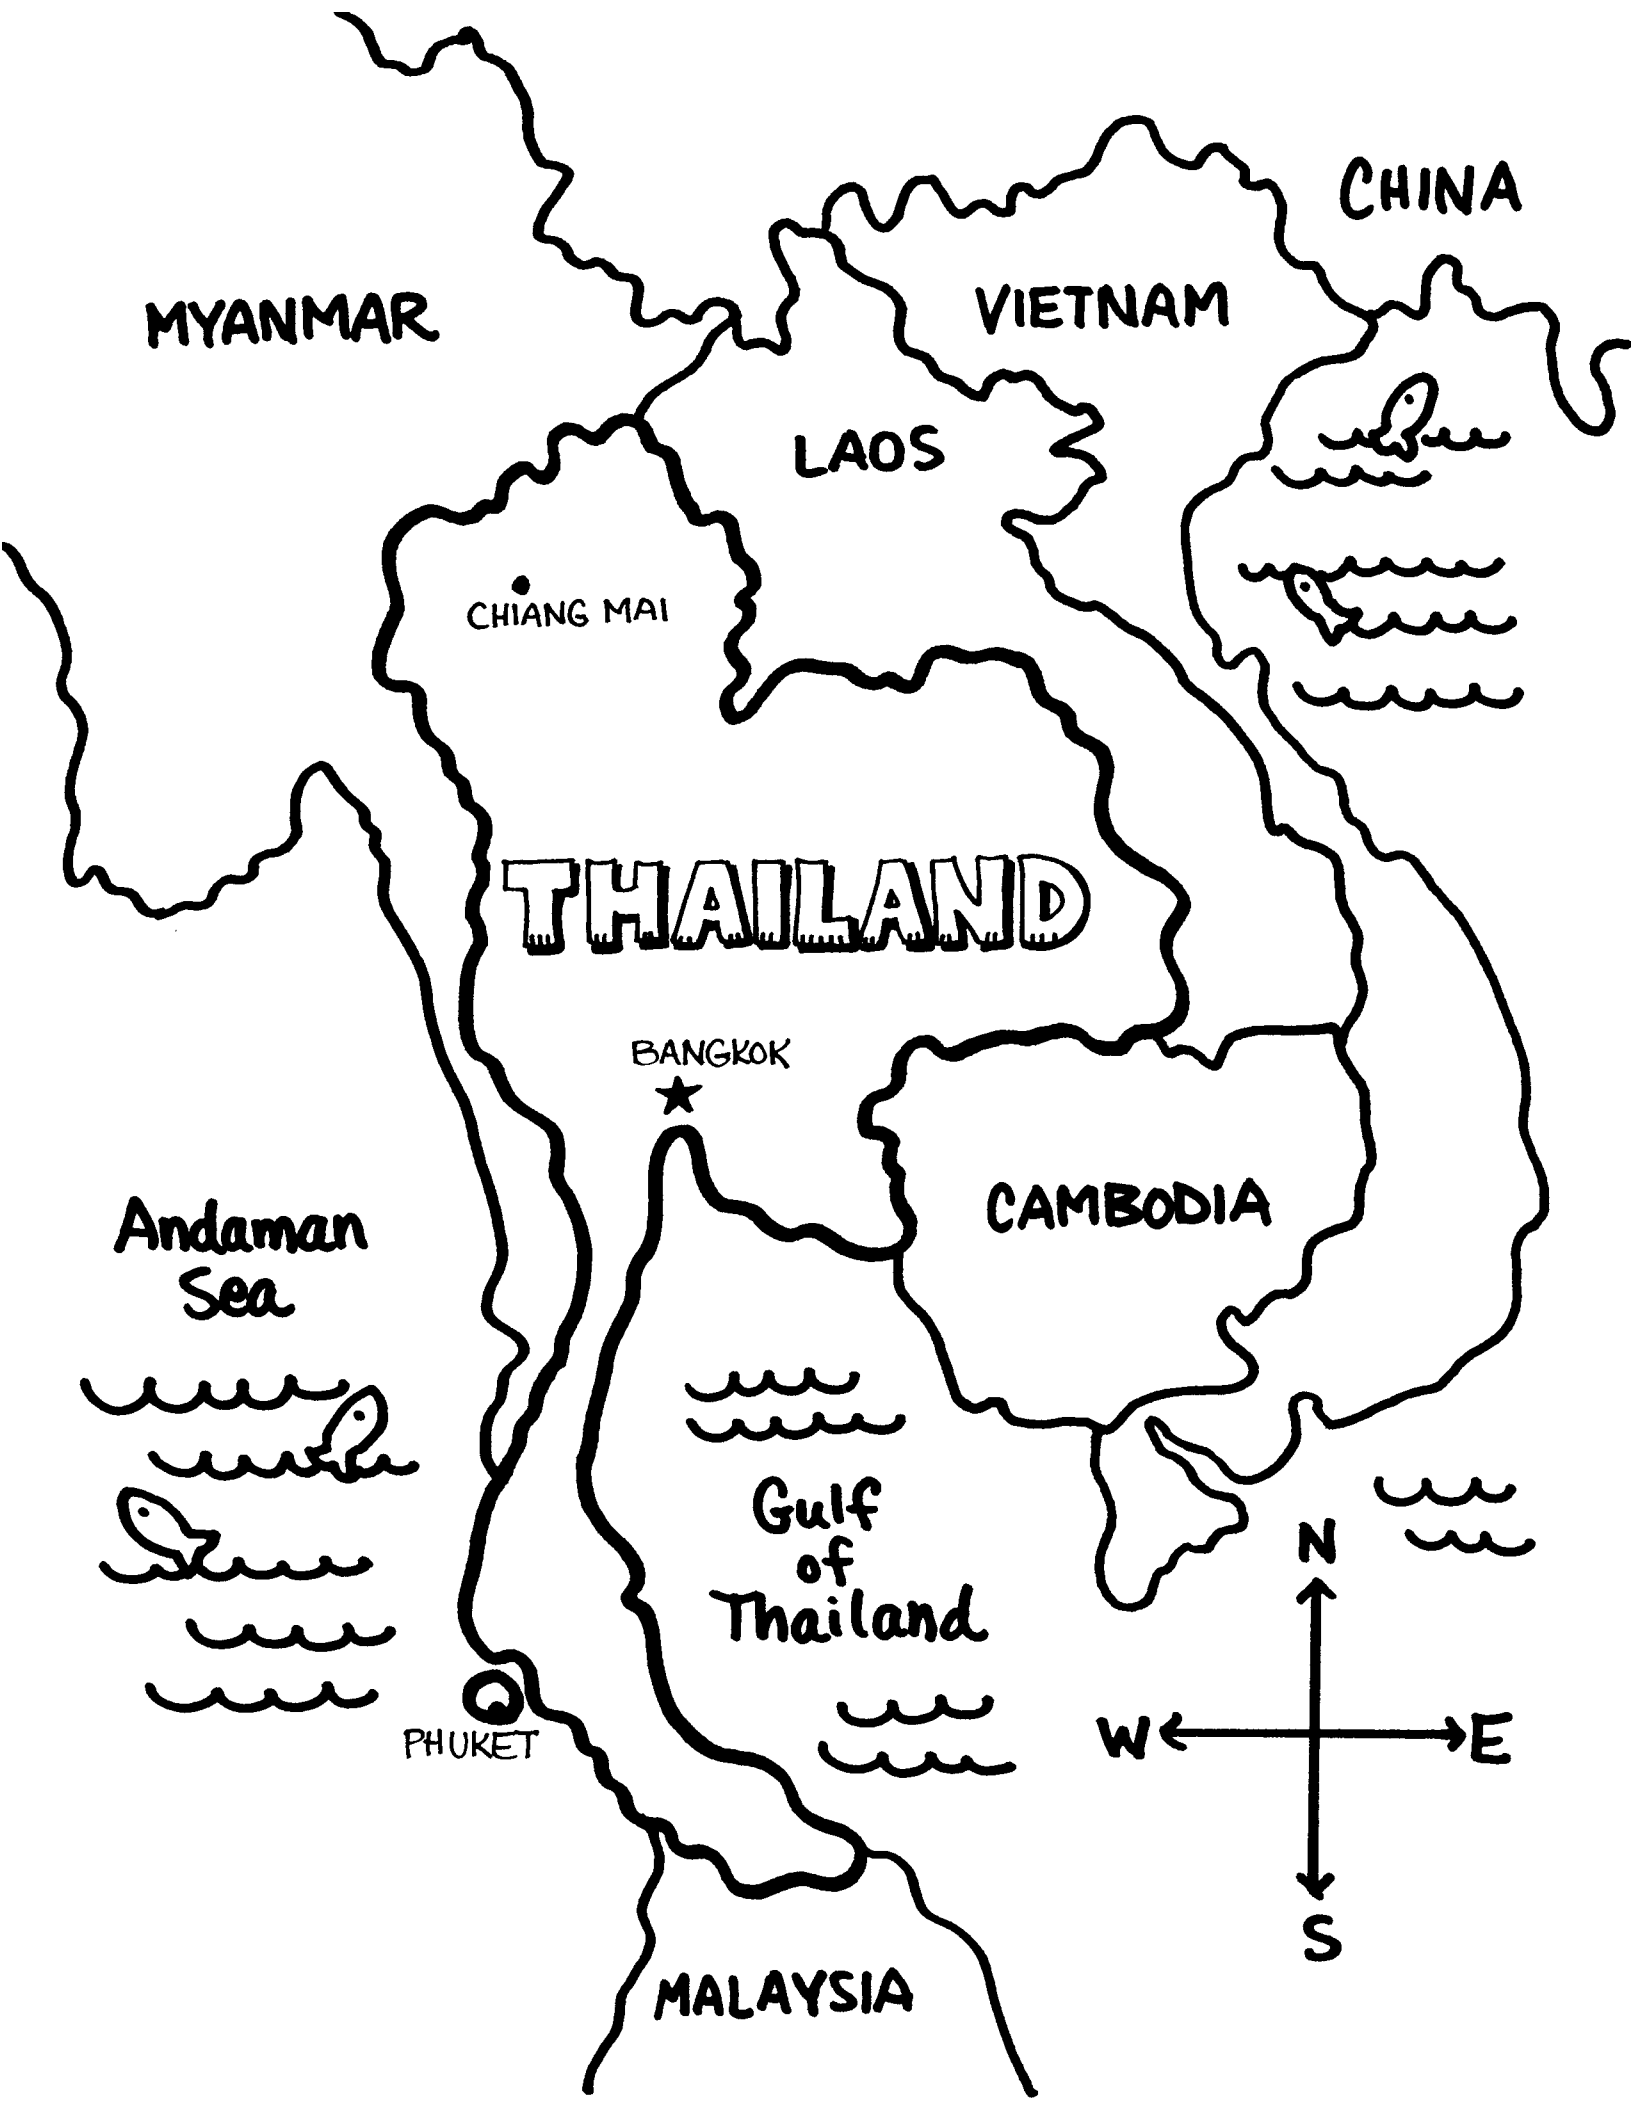 CHINA
MYANMAR
VIETNAM
LAOS
CHIANG MAI
THAILAND
BANGKOK
CAMBODIA
Andaman
Sea
Gulf
of
Thailand
N
W
E
S
PHUKET
MALAYSIA